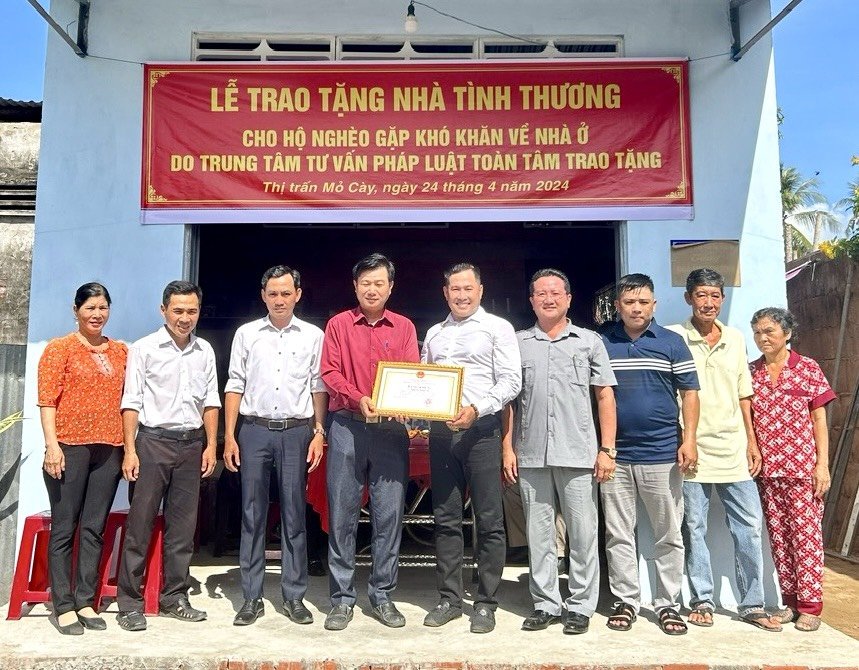 LỄ TRAO TẶNG NHÀ TÌNH THƯƠNG
CHO HỘ NGHÈO GẶP KHÓ KHĂN VỀ NHÀ Ở
DO TRUNG TÂM TƯ VẤN PHÁP LUẬT TOÀN TÂM TRAO TẶNG
Thị trấn Mỏ Cày, ngày 24 tháng 4 năm 2024